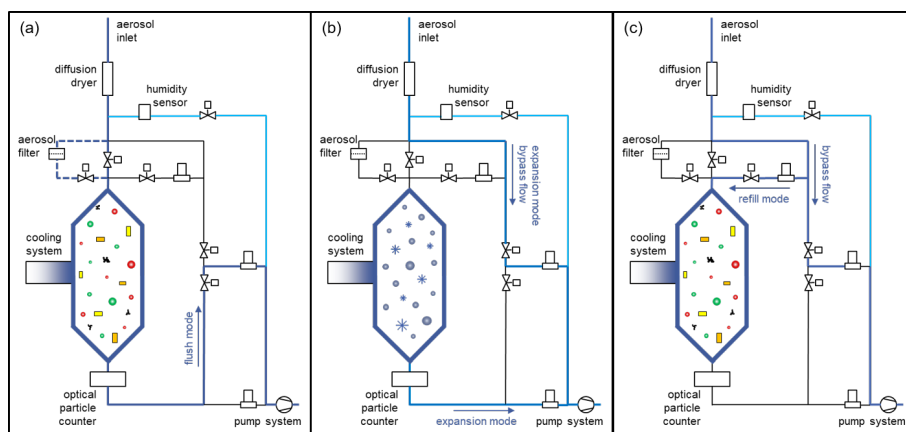 (a)
aerosol
inlet
diffusion
dryer
humidity
sensor
aerosol
filter
cooling
system
flush mode
optical
particle
counter
pump system
(b)
aerosol
inlet
diffusion
dryer
humidity
sensor
aerosol
filter
expansion mode
bypass flow
cooling
system
optical
particle
counter
expansion mode
pump system
(c)
aerosol
inlet
diffusion
dryer
humidity
sensor
aerosol
filter
bypass flow
refill mode
cooling
system
optical
particle
counter
pump system